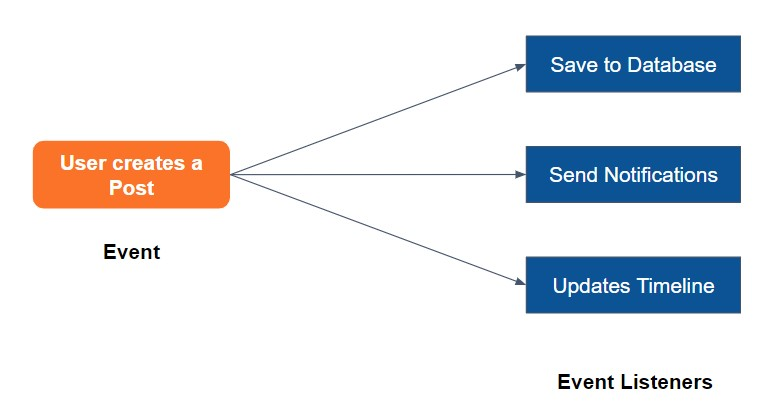 Save to Database
User creates a
Post
Send Notifications
Event
Updates Timeline
Event Listeners